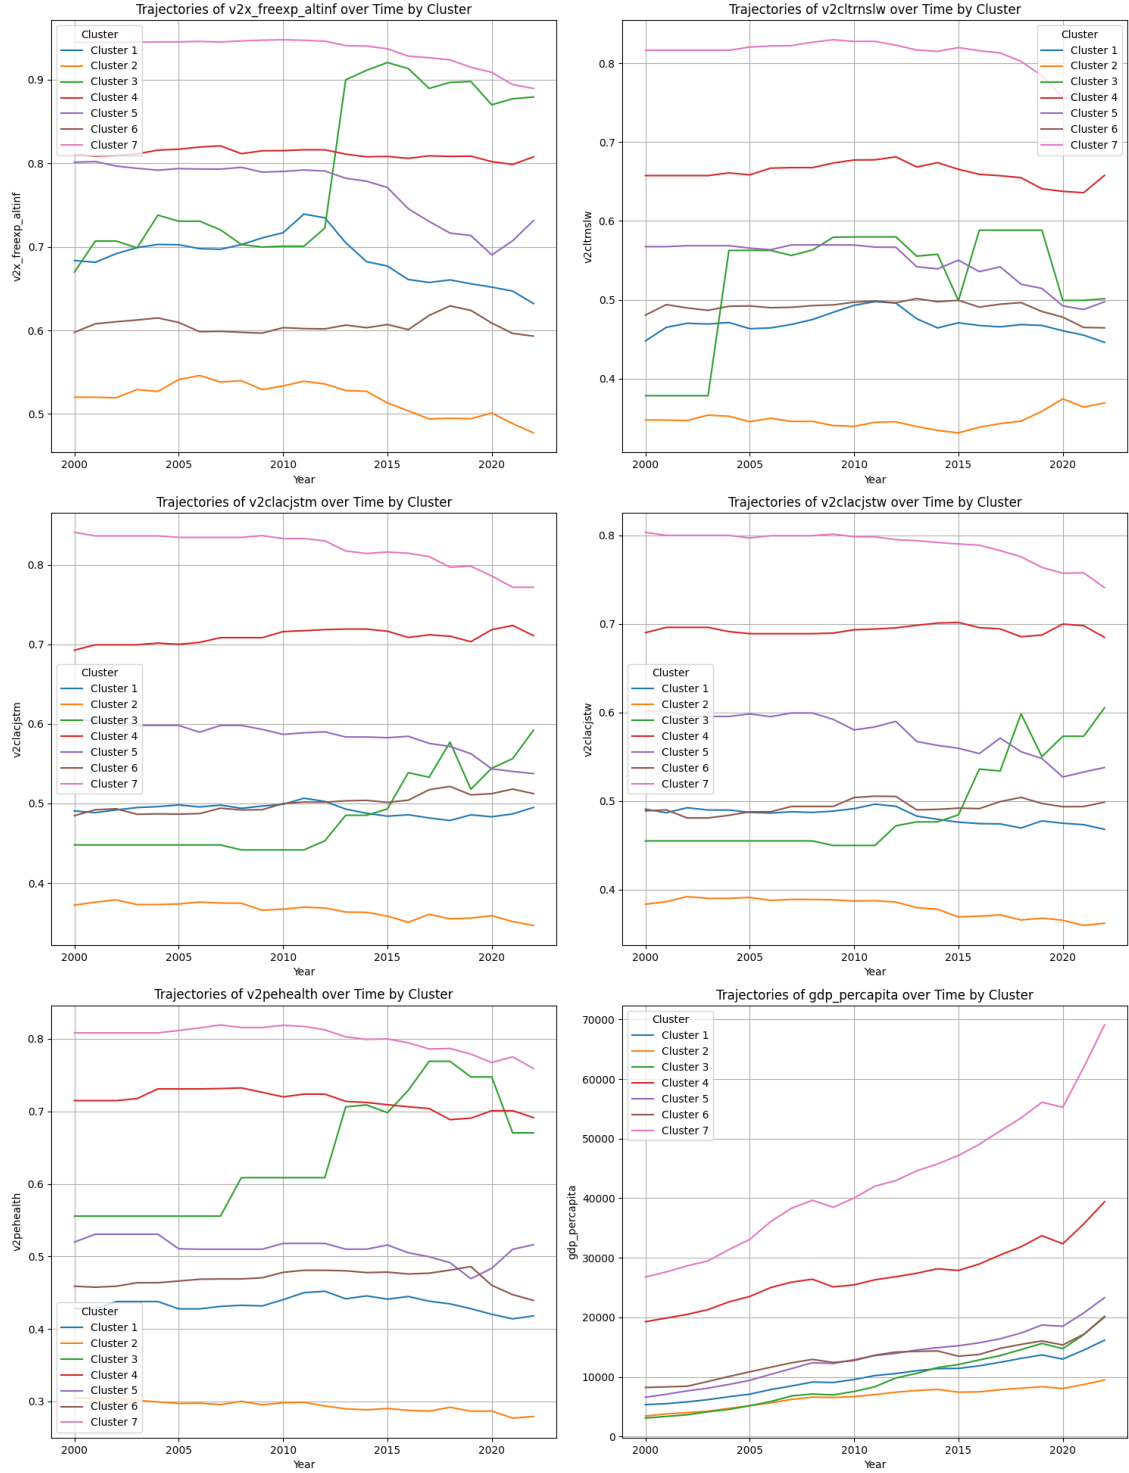 Trajectories of v2x_freexp_altinf over Time by Cluster
Cluster
Cluster 1
Cluster 2
Cluster 3
Cluster 4
Cluster 5
Cluster 6
Cluster 7
0.9
0.8
0.7
0.6
0.5
v2x_freexp_altinf
2000
2005
2010
2015
2020
Year
Trajectories of v2cltrnslw over Time by Cluster
Cluster
Cluster 1
Cluster 2
Cluster 3
Cluster 4
Cluster 5
Cluster 6
Cluster 7
0.8
0.7
0.6
0.5
0.4
v2cltrnslw
2000
2005
2010
2015
2020
Year
Trajectories of v2clacjstm over Time by Cluster
0.8
0.7
0.6
0.5
0.4
v2clacjstm
Cluster
Cluster 1
Cluster 2
Cluster 3
Cluster 4
Cluster 5
Cluster 6
Cluster 7
2000
2005
2010
2015
2020
Year
Trajectories of v2clacjstw over Time by Cluster
0.8
0.7
0.6
0.5
0.4
v2clacjstw
Cluster
Cluster 1
Cluster 2
Cluster 3
Cluster 4
Cluster 5
Cluster 6
Cluster 7
2000
2005
2010
2015
2020
Year
Trajectories of v2pehealth over Time by Cluster
0.8
0.7
0.6
0.5
0.4
0.3
v2pehealth
Cluster
Cluster 1
Cluster 2
Cluster 3
Cluster 4
Cluster 5
Cluster 6
Cluster 7
2000
2005
2010
2015
2020
Year
Trajectories of gdp_percapita over Time by Cluster
Cluster
Cluster 1
Cluster 2
Cluster 3
Cluster 4
Cluster 5
Cluster 6
Cluster 7
70000
60000
50000
40000
30000
20000
10000
0
gdp_percapita
2000
2005
2010
2015
2020
Year